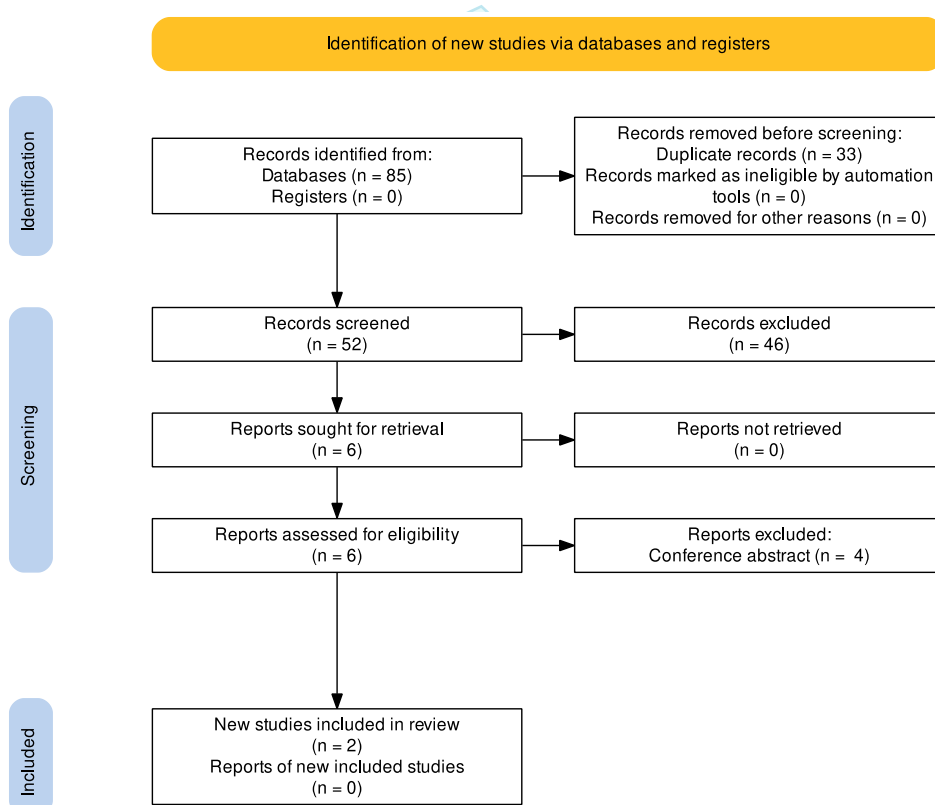 Identification of new studies via databases and registers
Identification
Records identified from:
Databases (n = 85)
Registers (n = 0)
Records removed before screening:
Duplicate records (n = 33)
Records marked as ineligible by automation
tools (n = 0)
Records removed for other reasons (n = 0)
Screening
Records screened
(n = 52)
Records excluded
(n = 46)
Reports sought for retrieval
(n = 6)
Reports not retrieved
(n = 0)
Reports assessed for eligibility
(n = 6)
Reports excluded:
Conference abstract (n = 4)
Included
New studies included in review
(n = 2)
Reports of new included studies
(n = 0)